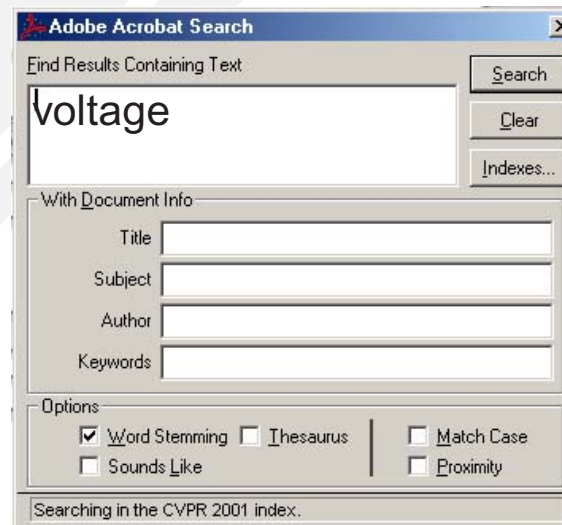 Adobe Acrobat Search
Find Results Containing Text
Search
voltage
Clear
Indexes...
With Document Info
Title
Subject
Author
Keywords
Options
Word Stemming Thesaurus Match Case
Sounds Like Proximity
Searching in the CVPR 2001 index.